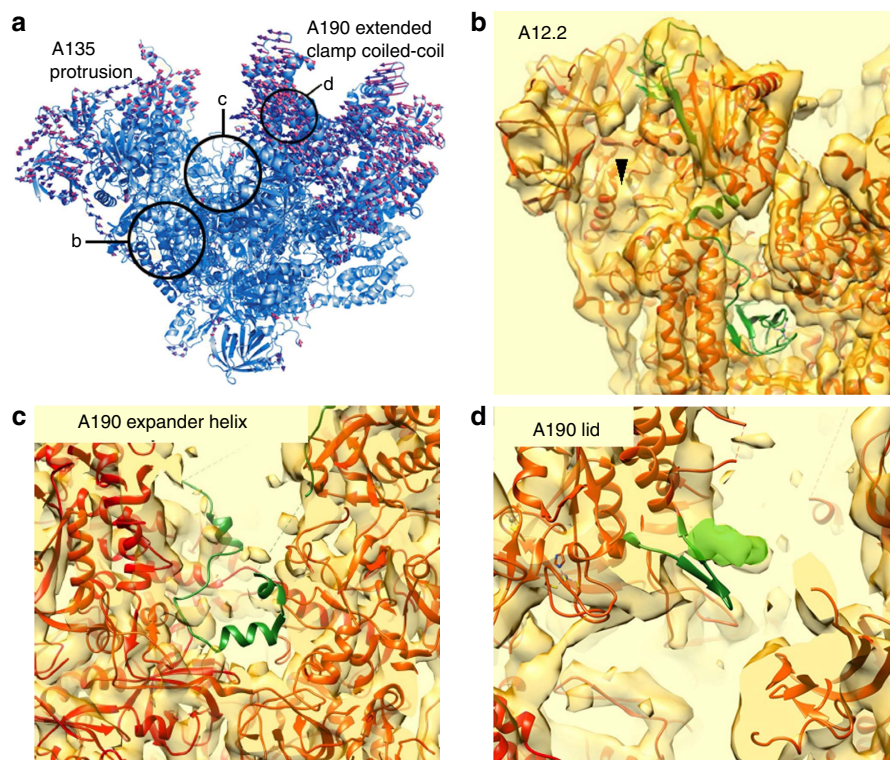 a
A135
protrusion
A190 extended
clamp coiled-coil
d
c
b
b
A12.2
c
A190 expander helix
d
A190 lid